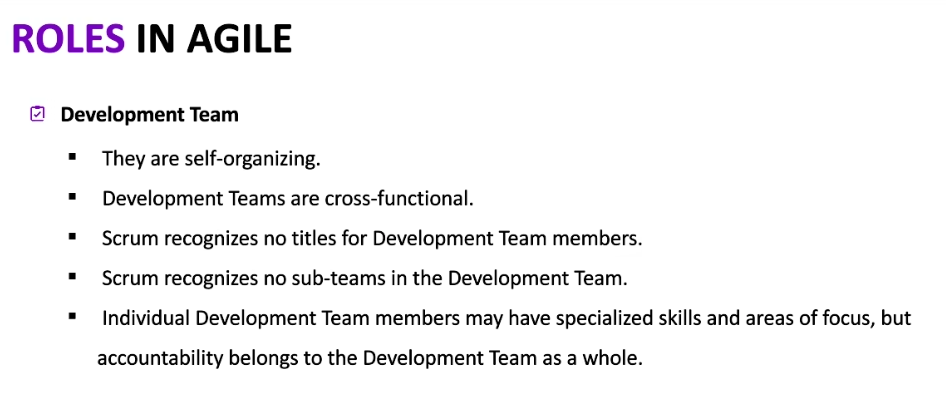 ROLES IN AGILE
Development Team
▪ They are self-organizing.
▪ Development Teams are cross-functional.
▪ Scrum recognizes no titles for Development Team members.
▪ Scrum recognizes no sub-teams in the Development Team.
▪ Individual Development Team members may have specialized skills and areas of focus, but
accountability belongs to the Development Team as a whole.